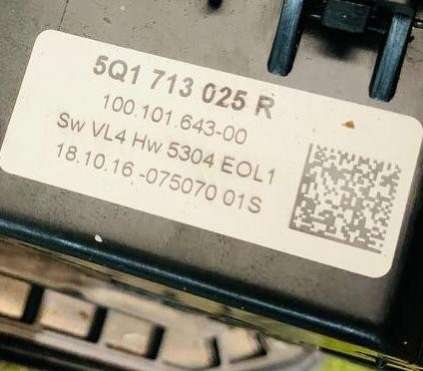 5Q1 713 025 R
100.101.643-00
Sw VL4 Hw 5304 EOL1
18.10.16 -075070 01S